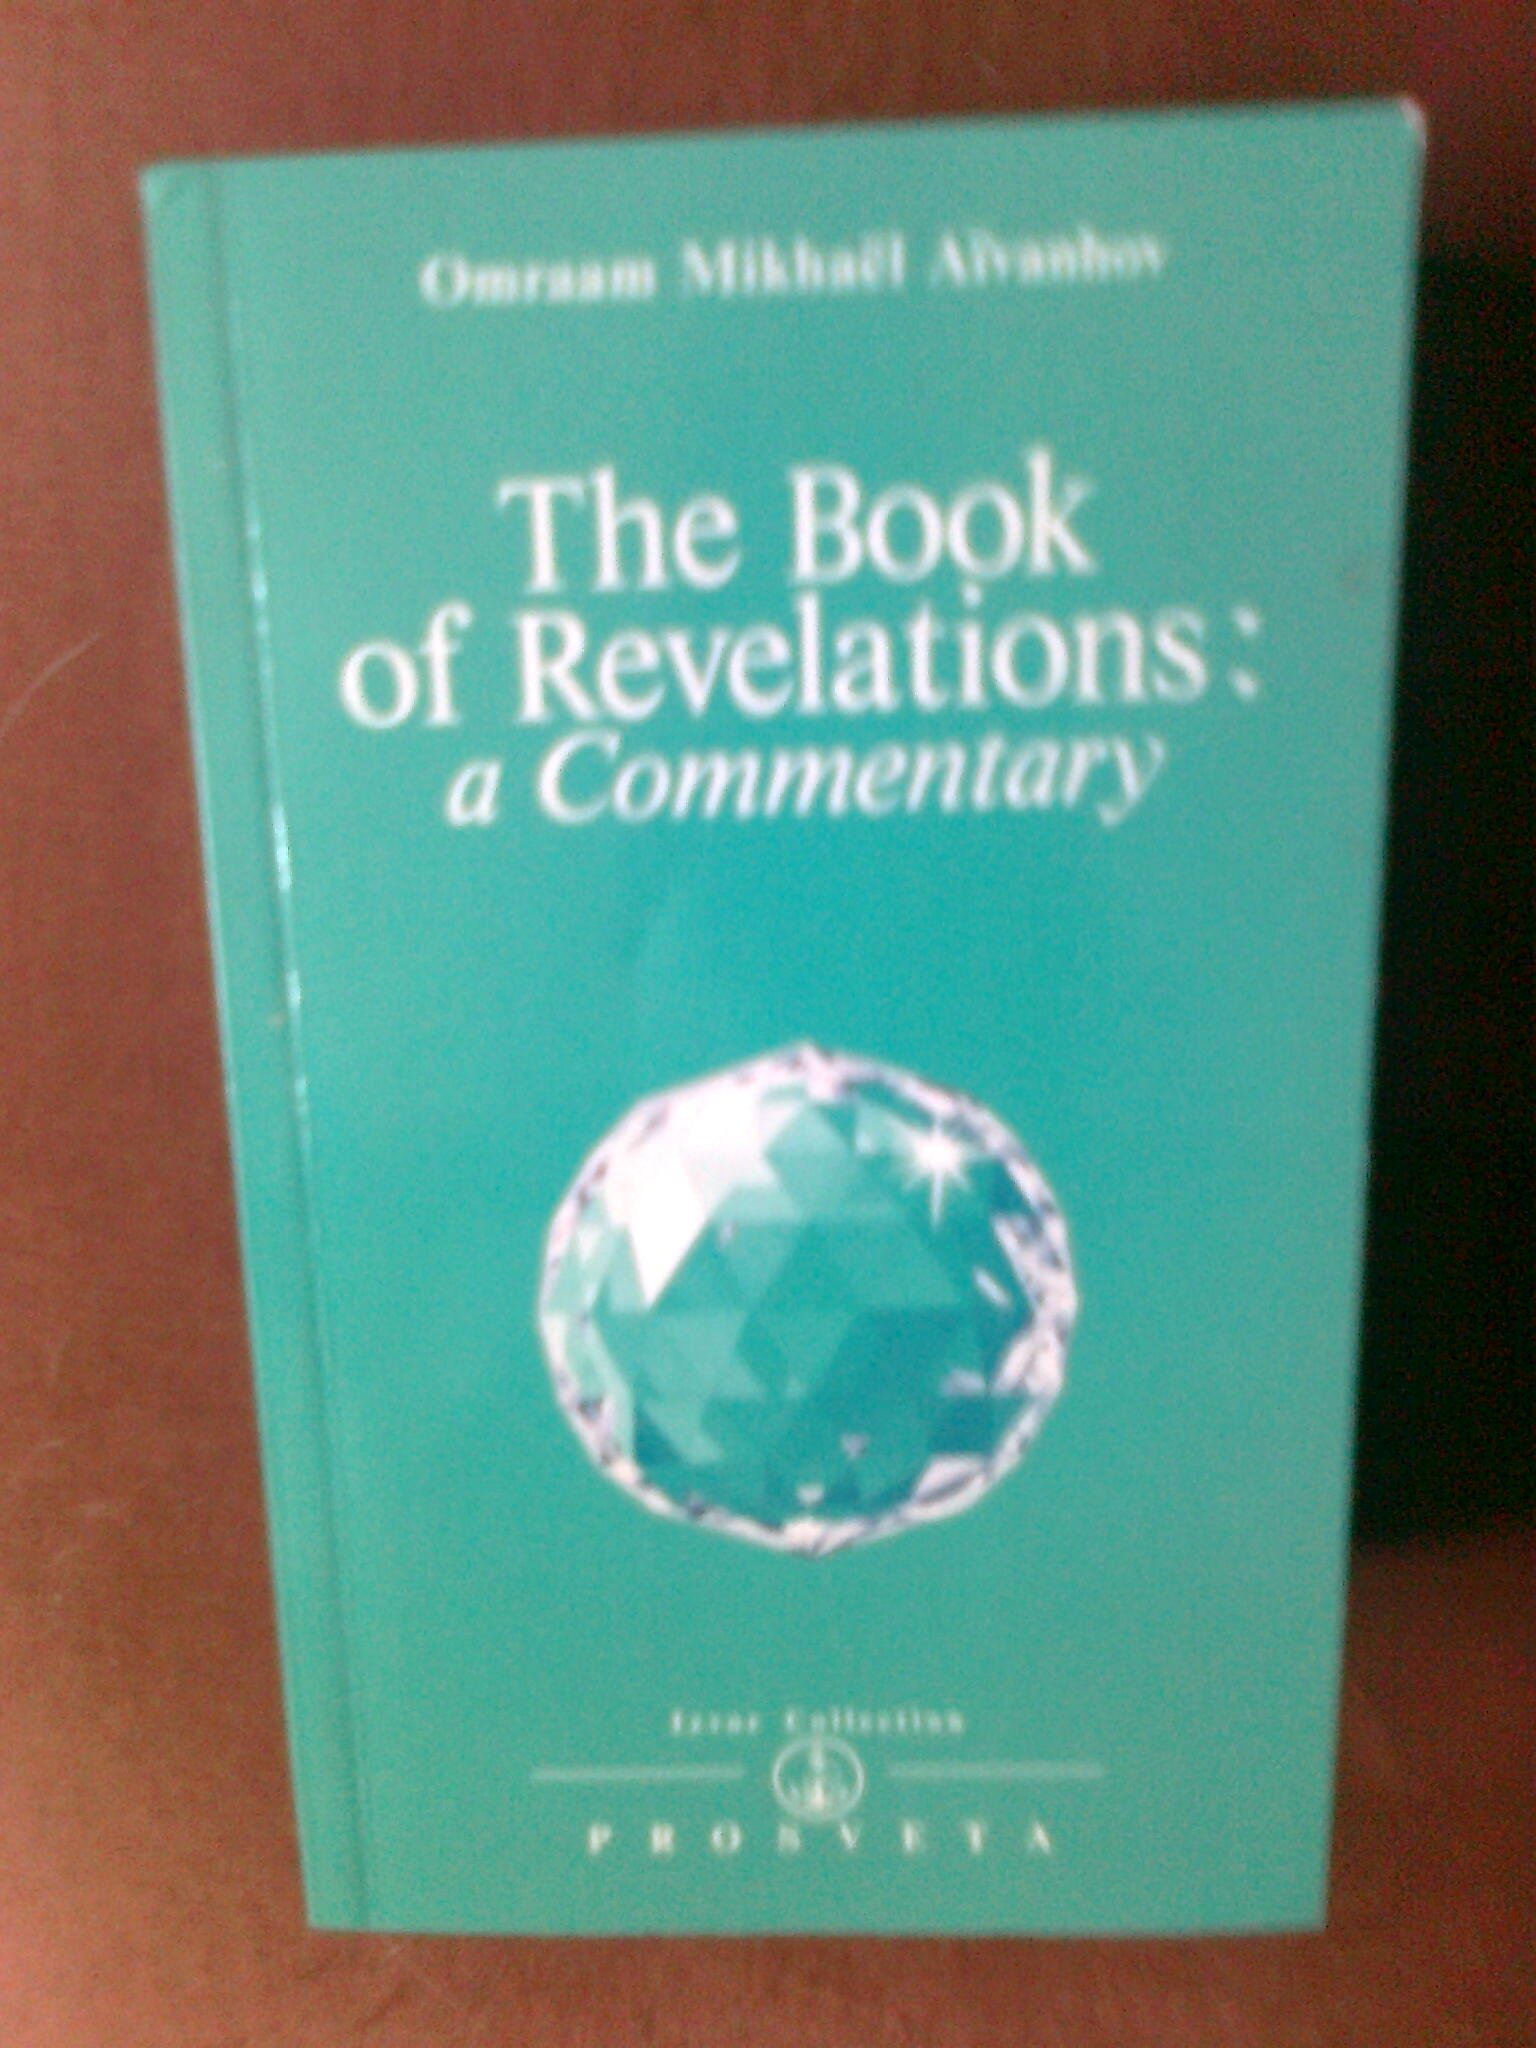 Omraam Mikhaël Aïvanhov
The Book
of Revelations:
a Commentary
Izvor Collection
PROSVETA